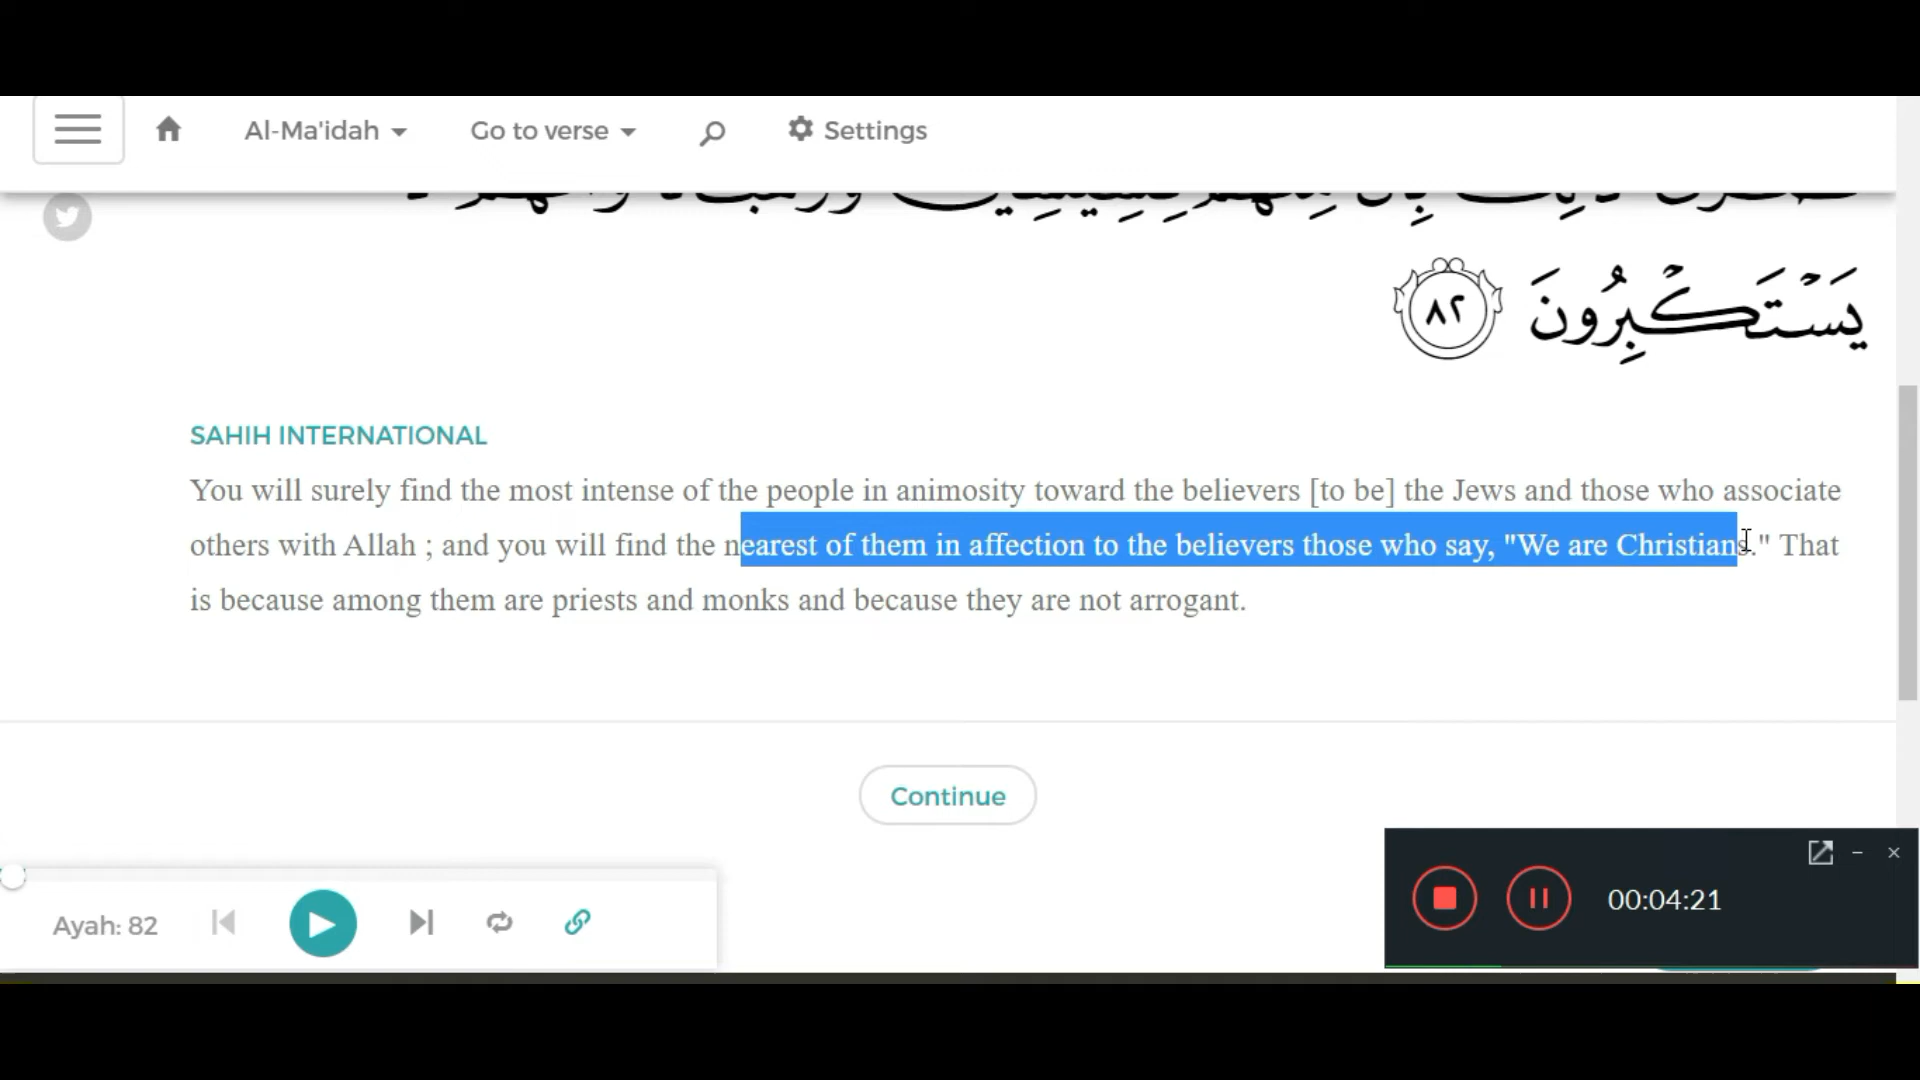 Al-Ma'idah
Go to verse
Settings
يَسْتَكْبِرُونَ ٨٢
SAHIH INTERNATIONAL
You will surely find the most intense of the people in animosity toward the believers [to be] the Jews and those who associate
others with Allah ; and you will find the nearest of them in affection to the believers those who say, "We are Christians." That
is because among them are priests and monks and because they are not arrogant.
Continue
Ayah: 82
00:04:21